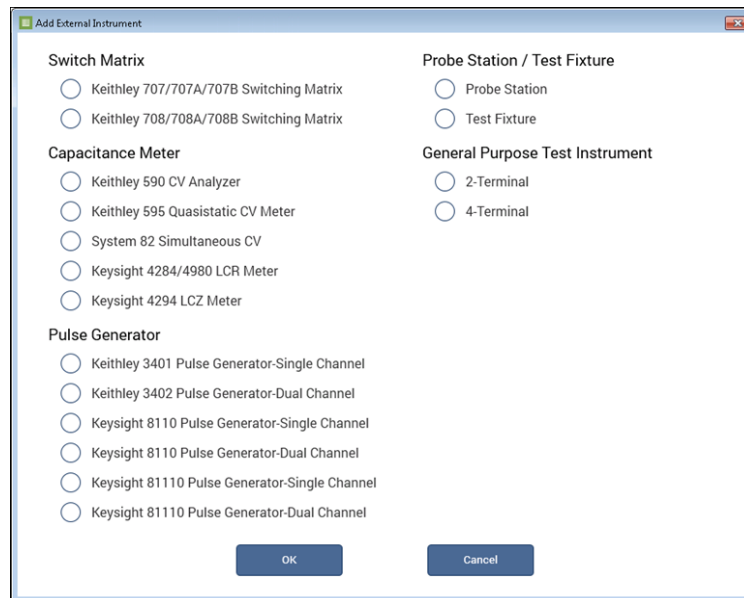 Add External Instrument
Switch Matrix
Keithley 707/707A/707B Switching Matrix
Keithley 708/708A/708B Switching Matrix
Capacitance Meter
Keithley 590 CV Analyzer
Keithley 595 Quasistatic CV Meter
System 82 Simultaneous CV
Keysight 4284/4980 LCR Meter
Keysight 4294 LCZ Meter
Pulse Generator
Keithley 3401 Pulse Generator-Single Channel
Keithley 3402 Pulse Generator-Dual Channel
Keysight 8110 Pulse Generator-Single Channel
Keysight 8110 Pulse Generator-Dual Channel
Keysight 81110 Pulse Generator-Single Channel
Keysight 81110 Pulse Generator-Dual Channel
Probe Station / Test Fixture
Probe Station
Test Fixture
General Purpose Test Instrument
2-Terminal
4-Terminal
OK
Cancel